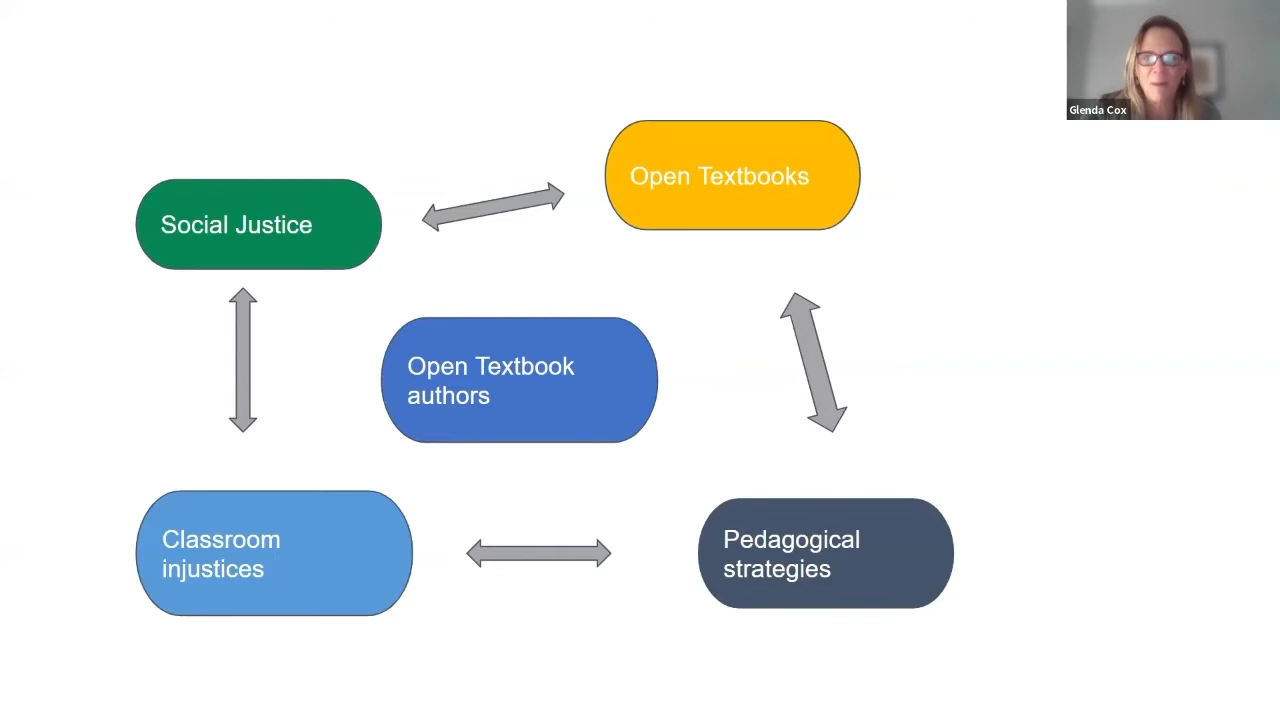 Glenda Cox
Open Textbooks
Social Justice
Open Textbook
authors
Classroom
injustices
Pedagogical
strategies